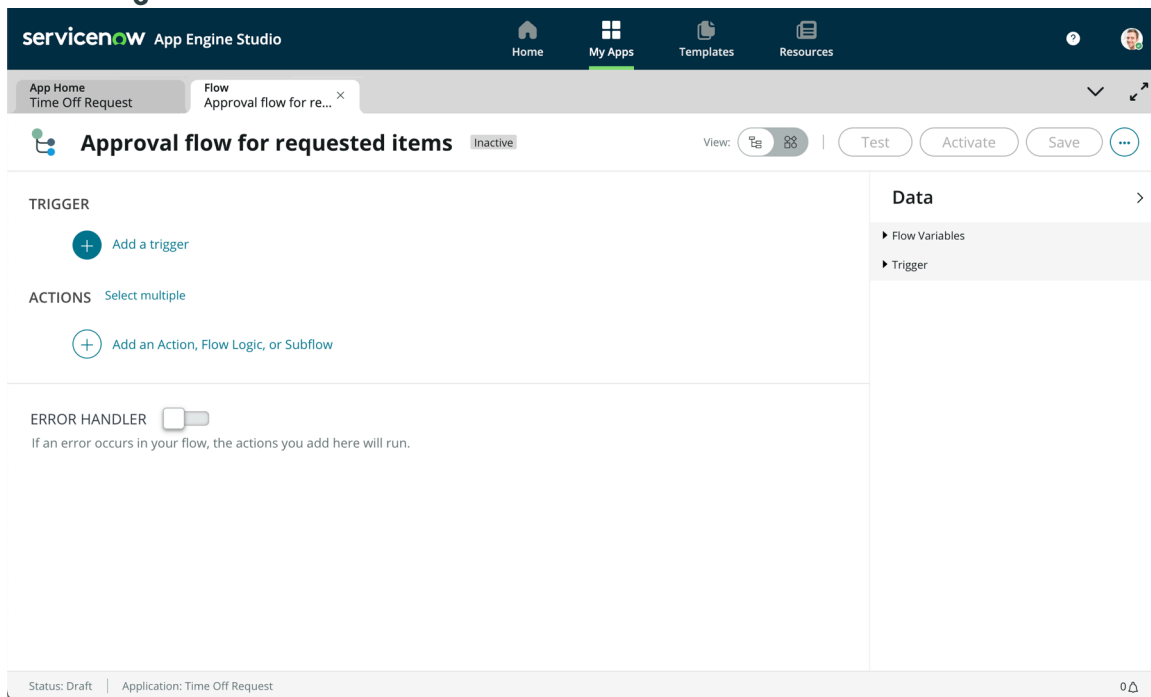 servicenow App Engine Studio
Home
My Apps
Templates
Resources
?
App Home
Time Off Request
Flow
Approval flow for re...
Approval flow for requested items
Inactive
View:
Test
Activate
Save
TRIGGER
Add a trigger
ACTIONS Select multiple
Add an Action, Flow Logic, or Subflow
ERROR HANDLER
If an error occurs in your flow, the actions you add here will run.
Data
Flow Variables
Trigger
Status: Draft
Application: Time Off Request
0